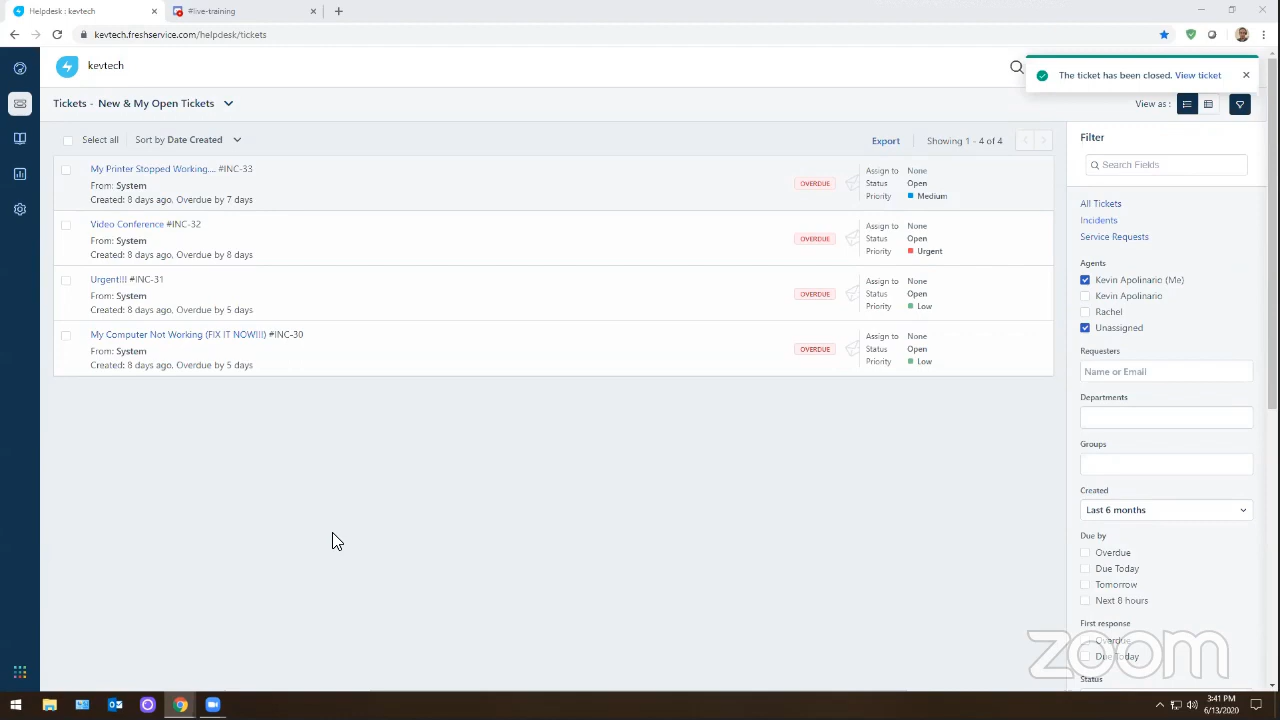 Helpdesk : kevtech
#live-training
kevtech.freshservice.com/helpdesk/tickets
kevtech
The ticket has been closed. View ticket
Tickets - New & My Open Tickets
View as :
Select all
Sort by Date Created
Export
Showing 1 - 4 of 4
My Printer Stopped Working.... #INC-33
From: System
Created: 8 days ago, Overdue by 7 days
OVERDUE
Assign to None
Status Open
Priority Medium
Video Conference #INC-32
From: System
Created: 8 days ago, Overdue by 8 days
OVERDUE
Assign to None
Status Open
Priority Urgent
Urgent!!! #INC-31
From: System
Created: 8 days ago, Overdue by 5 days
OVERDUE
Assign to None
Status Open
Priority Low
My Computer Not Working (FIX IT NOW!!!) #INC-30
From: System
Created: 8 days ago, Overdue by 5 days
OVERDUE
Assign to None
Status Open
Priority Low
Filter
Search Fields
All Tickets
Incidents
Service Requests
Agents
Kevin Apolinario (Me)
Kevin Apolinario
Rachel
Unassigned
Requesters
Name or Email
Departments
Groups
Created
Last 6 months
Due by
Overdue
Due Today
Tomorrow
Next 8 hours
First response
Overdue
Due Today
Status
zoom
3:41 PM
6/13/2020